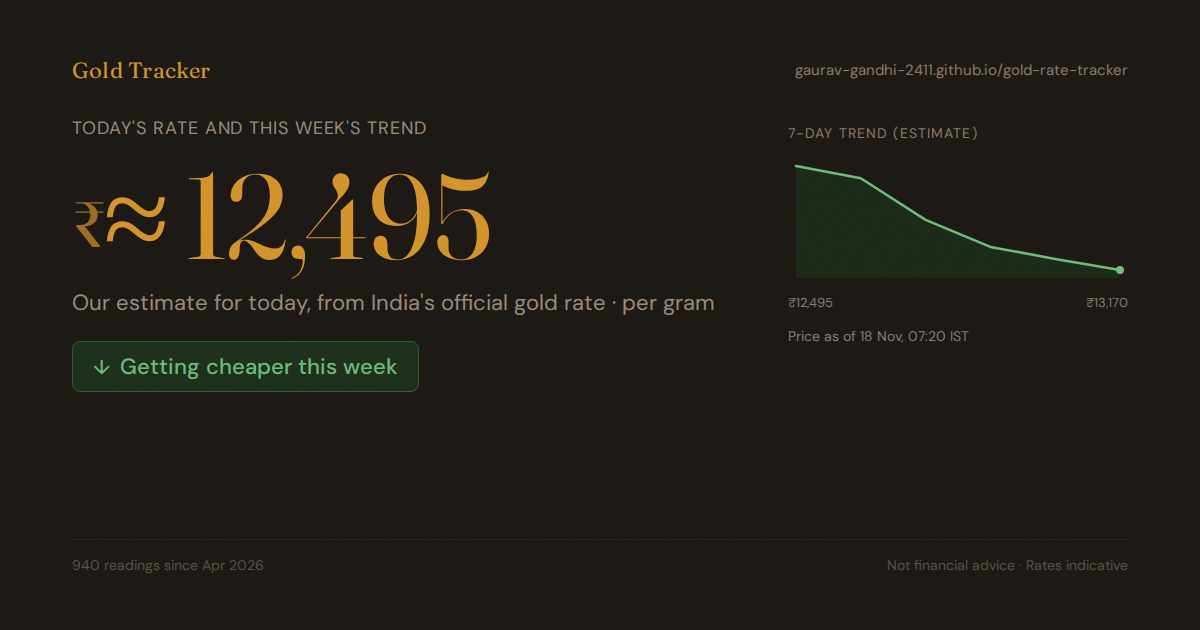 Gold Tracker
gaurav-gandhi-2411.github.io/gold-rate-tracker
TODAY'S RATE AND THIS WEEK'S TREND
₹≈ 12,495
Our estimate for today, from India's official gold rate · per gram
↓ Getting cheaper this week
7-DAY TREND (ESTIMATE)
₹12,495
₹13,170
Price as of 18 Nov, 07:20 IST
940 readings since Apr 2026
Not financial advice · Rates indicative